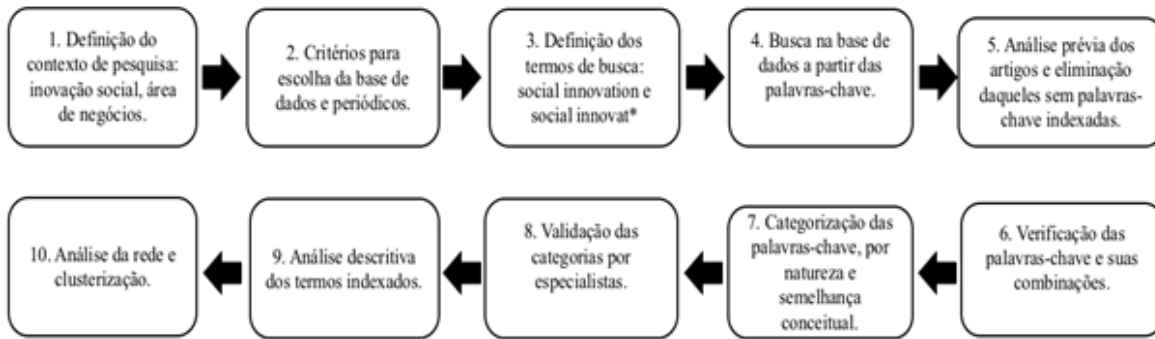 1. Definição do
contexto de pesquisa:
inovação social, área
de negócios.
2. Critérios para
escolha da base de
dados e periódicos.
3. Definição dos
termos de busca:
social innovation e
social innovat*
4. Busca na base de
dados a partir das
palavras-chave.
5. Análise prévia dos
artigos e eliminação
daqueles sem palavras-
chave indexadas.
6. Verificação das
palavras-chave e suas
combinações.
7. Categorização das
palavras-chave, por
natureza e
semelhança
conceitual.
8. Validação das
categorias por
especialistas.
9. Análise descritiva
dos termos indexados.
10. Análise da rede e
clusterização.